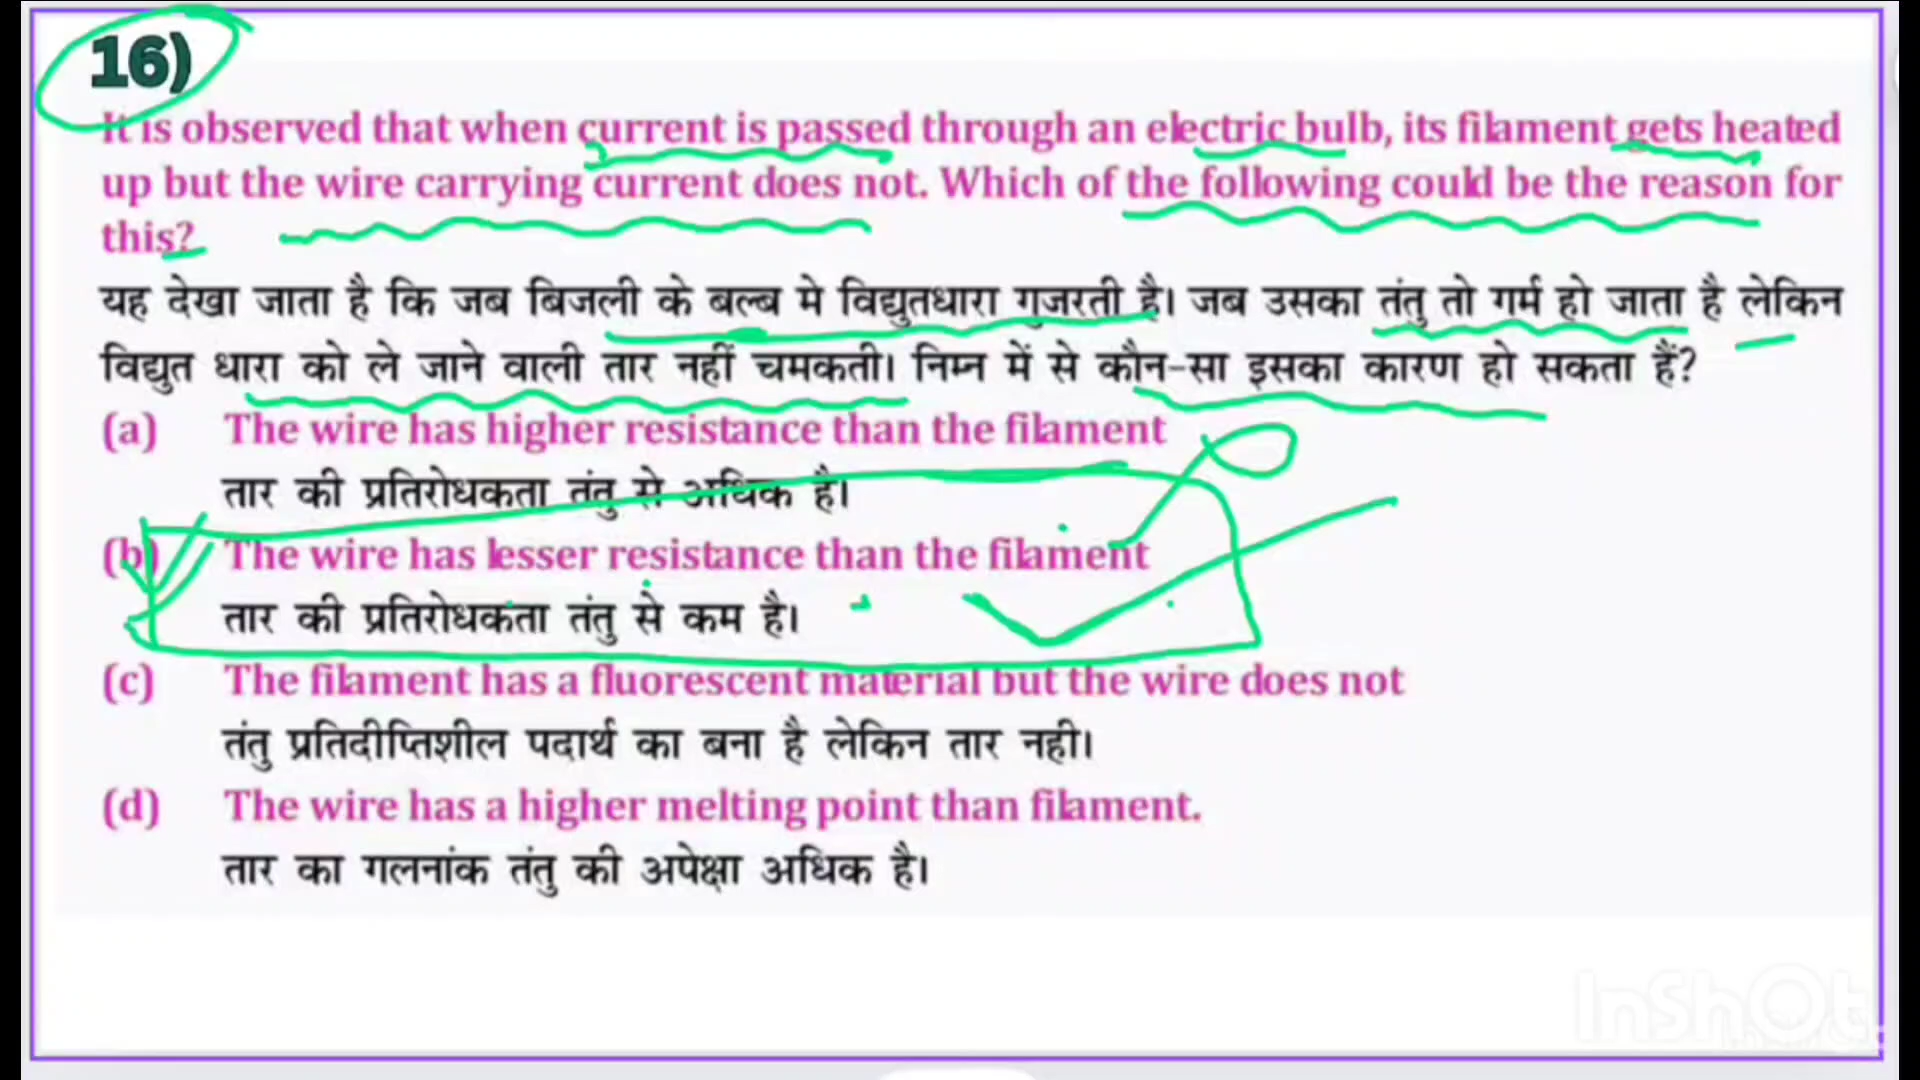 16)
It is observed that when current is passed through an electric bulb, its filament gets heated
up but the wire carrying current does not. Which of the following could be the reason for
this?
यह देखा जाता है कि जब बिजली के बल्ब मे विद्युतधारा गुजरती है। जब उसका तंतु तो गर्म हो जाता है लेकिन
विद्युत धारा को ले जाने वाली तार नहीं चमकती। निम्न में से कौन-सा इसका कारण हो सकता हैं?
(a) The wire has higher resistance than the filament
तार की प्रतिरोधकता तंतु से अधिक है।
(b) The wire has lesser resistance than the filament
तार की प्रतिरोधकता तंतु से कम है।
(c) The filament has a fluorescent material but the wire does not
तंतु प्रतिदीप्तिशील पदार्थ का बना है लेकिन तार नही।
(d) The wire has a higher melting point than filament.
तार का गलनांक तंतु की अपेक्षा अधिक है।
InShOt